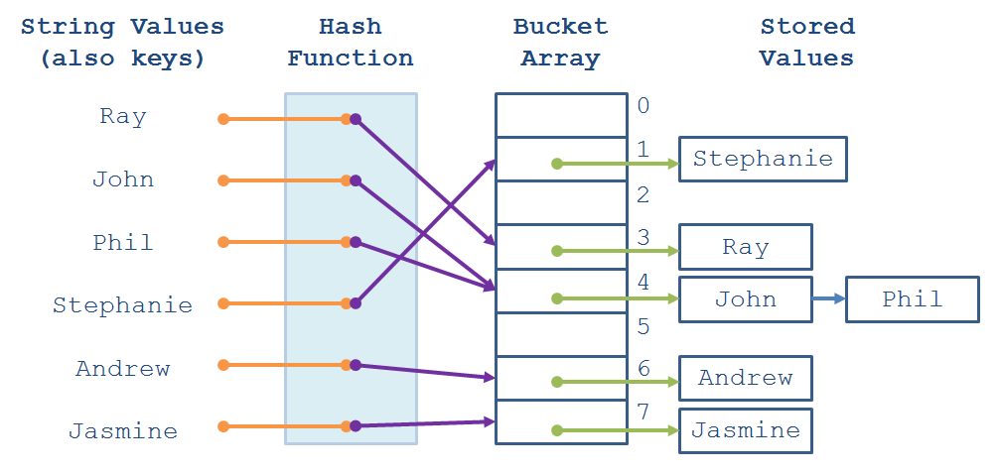 String Values
(also keys)
Hash
Function
Bucket
Array
Stored
Values
Ray
John
Phil
Stephanie
Andrew
Jasmine
0
1
2
3
4
5
6
7
Stephanie
Ray
John
Phil
Andrew
Jasmine